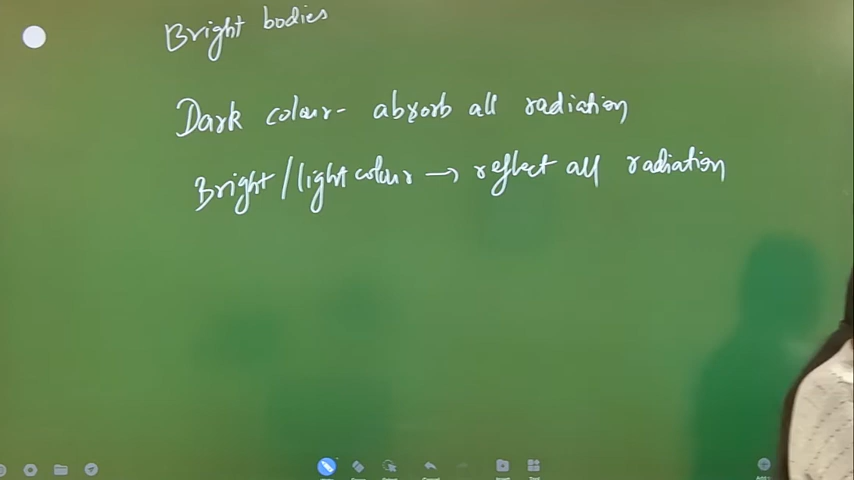 Bright bodies
Dark colour- absorb all radiation
Bright/light colour → reflect all radiation